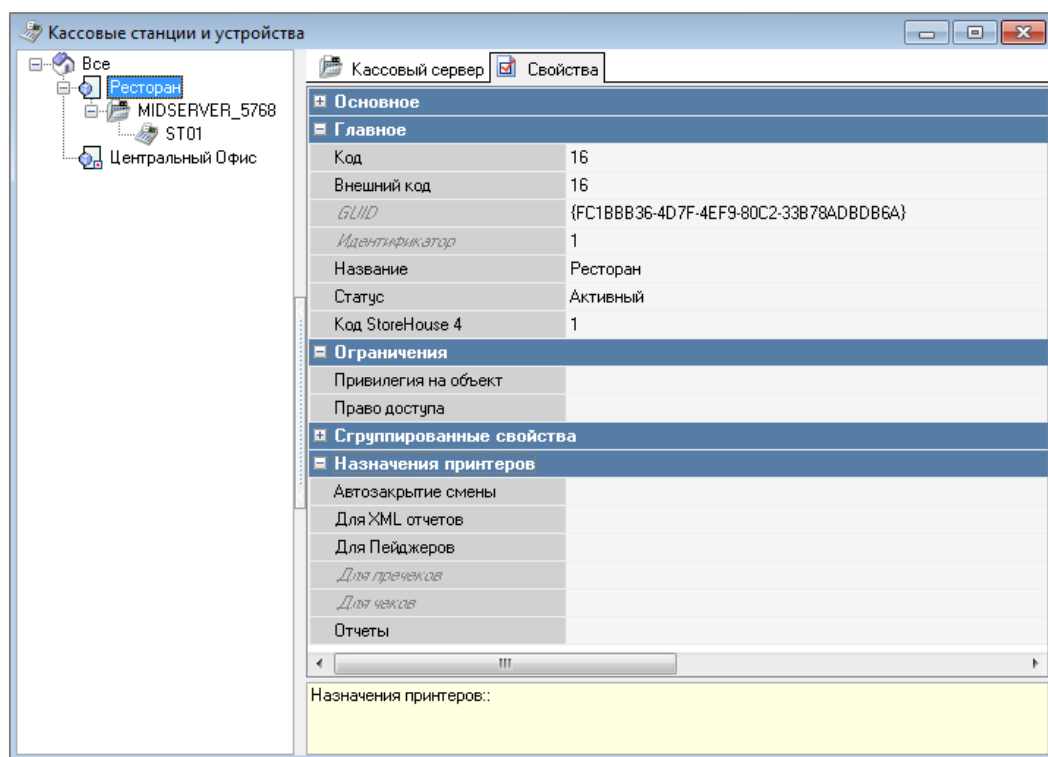 Кассовые станции и устройства
Все
Ресторан
MIDSERVER_5768
ST01
Центральный Офис
Кассовый сервер Свойства
Основное
Главное
Код 16
Внешний код 16
GUID {FC1BBB36-4D7F-4EF9-80C2-33B78ADBDB6A}
Идентификатор 1
Название Ресторан
Статус Активный
Код StoreHouse 4 1
Ограничения
Привилегия на объект
Право доступа
Сгруппированные свойства
Назначения принтеров
Автозакрытие смены
Для XML отчетов
Для Пейджеров
Для пречеков
Для чеков
Отчеты
Назначения принтеров::